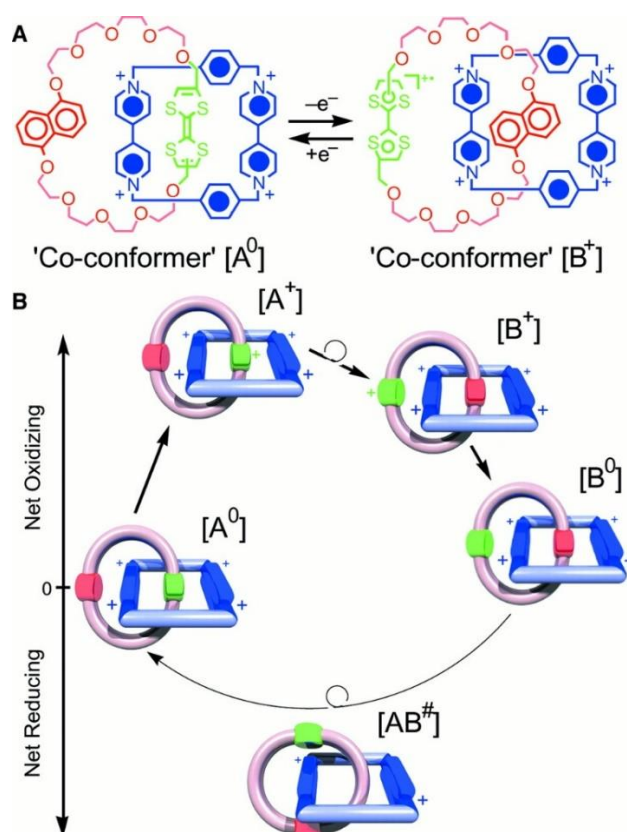 A
O O O O O O O O O O
N N N N
S S S S
+ + + +
–e⁻
+e⁻
'Co-conformer' [A⁰]
'Co-conformer' [B⁺]
B
[A⁺]
[B⁺]
[A⁰]
[B⁰]
[AB#]
Net Oxidizing
0
Net Reducing